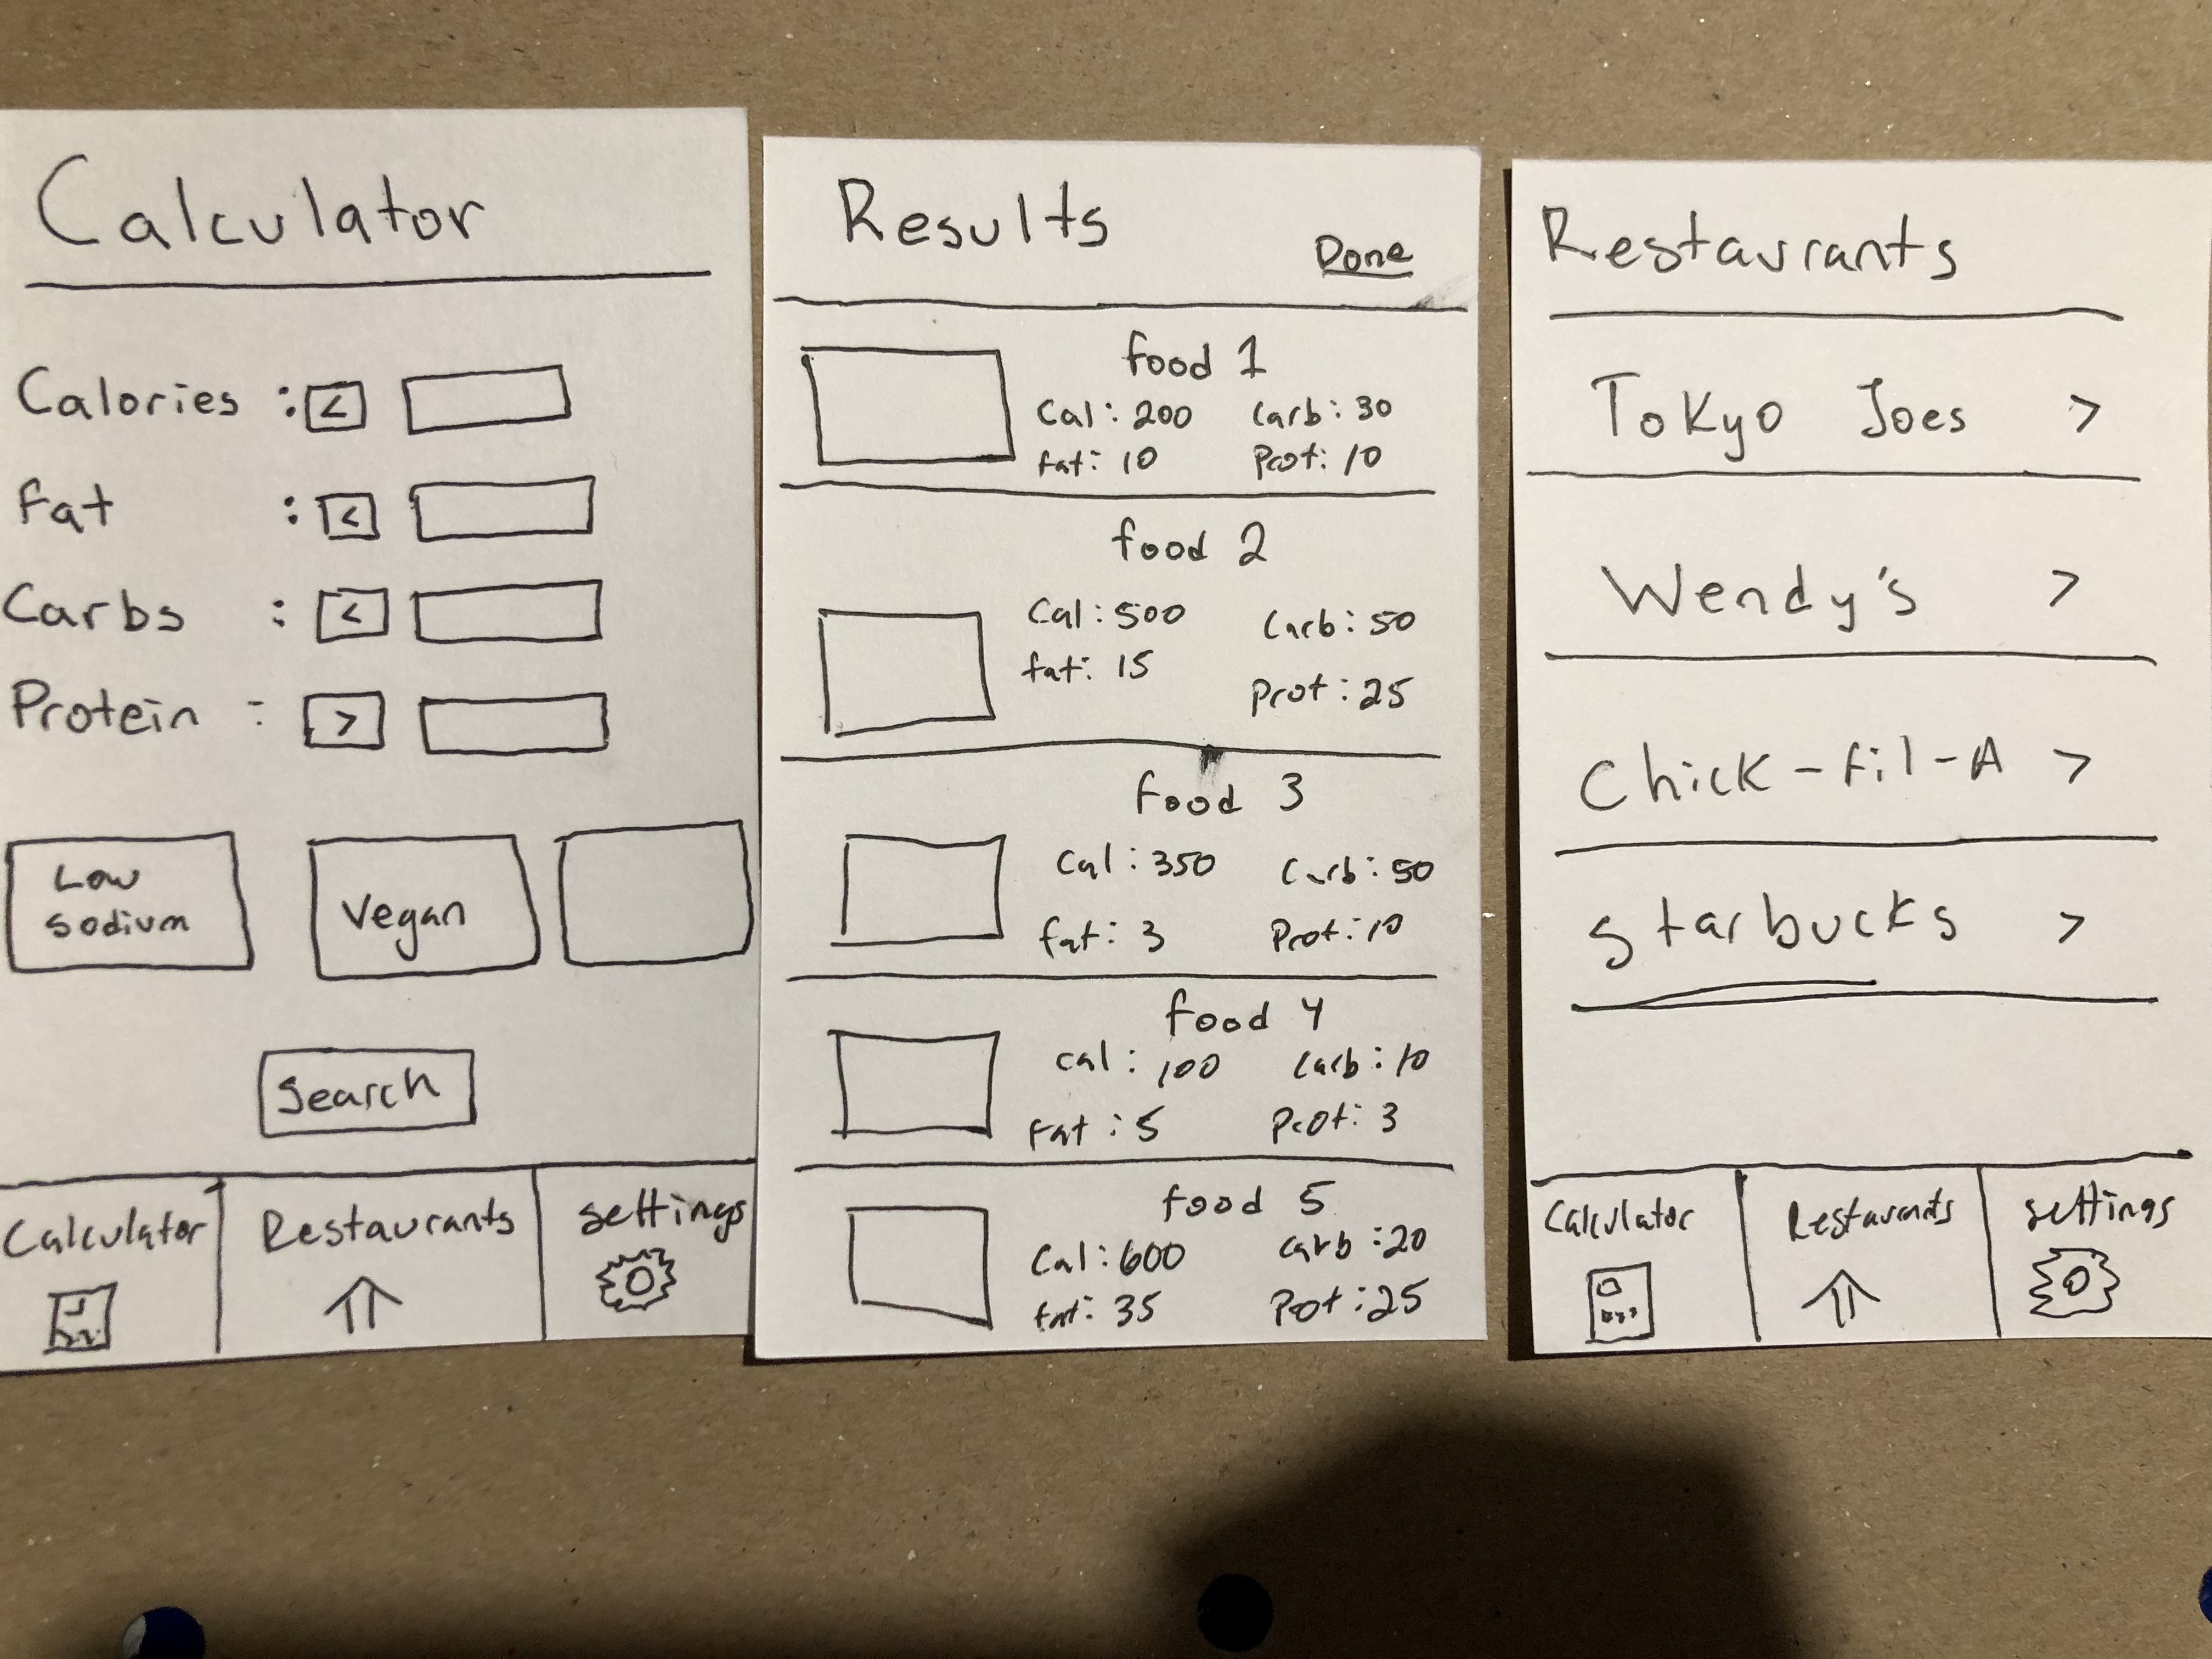 Calculator
Calories : <
Fat : <
Carbs : <
Protein : >
Low
sodium
Vegan
Search
Calculator Restaurants settings
Results
Done
food 1
Cal: 200 Carb: 30
fat: 10 Prot: 10
food 2
Cal: 500 Carb: 50
fat: 15 Prot: 25
food 3
Cal: 350 Carb: 50
fat: 3 Prot: 10
food 4
cal: 100 Carb: 10
Fat: 5 Prot: 3
food 5
Cal: 600 Carb: 20
fat: 35 Prot: 25
Restaurants
Tokyo Joes >
Wendy's >
Chick-fil-A >
starbucks >
Calculator Restaurants settings